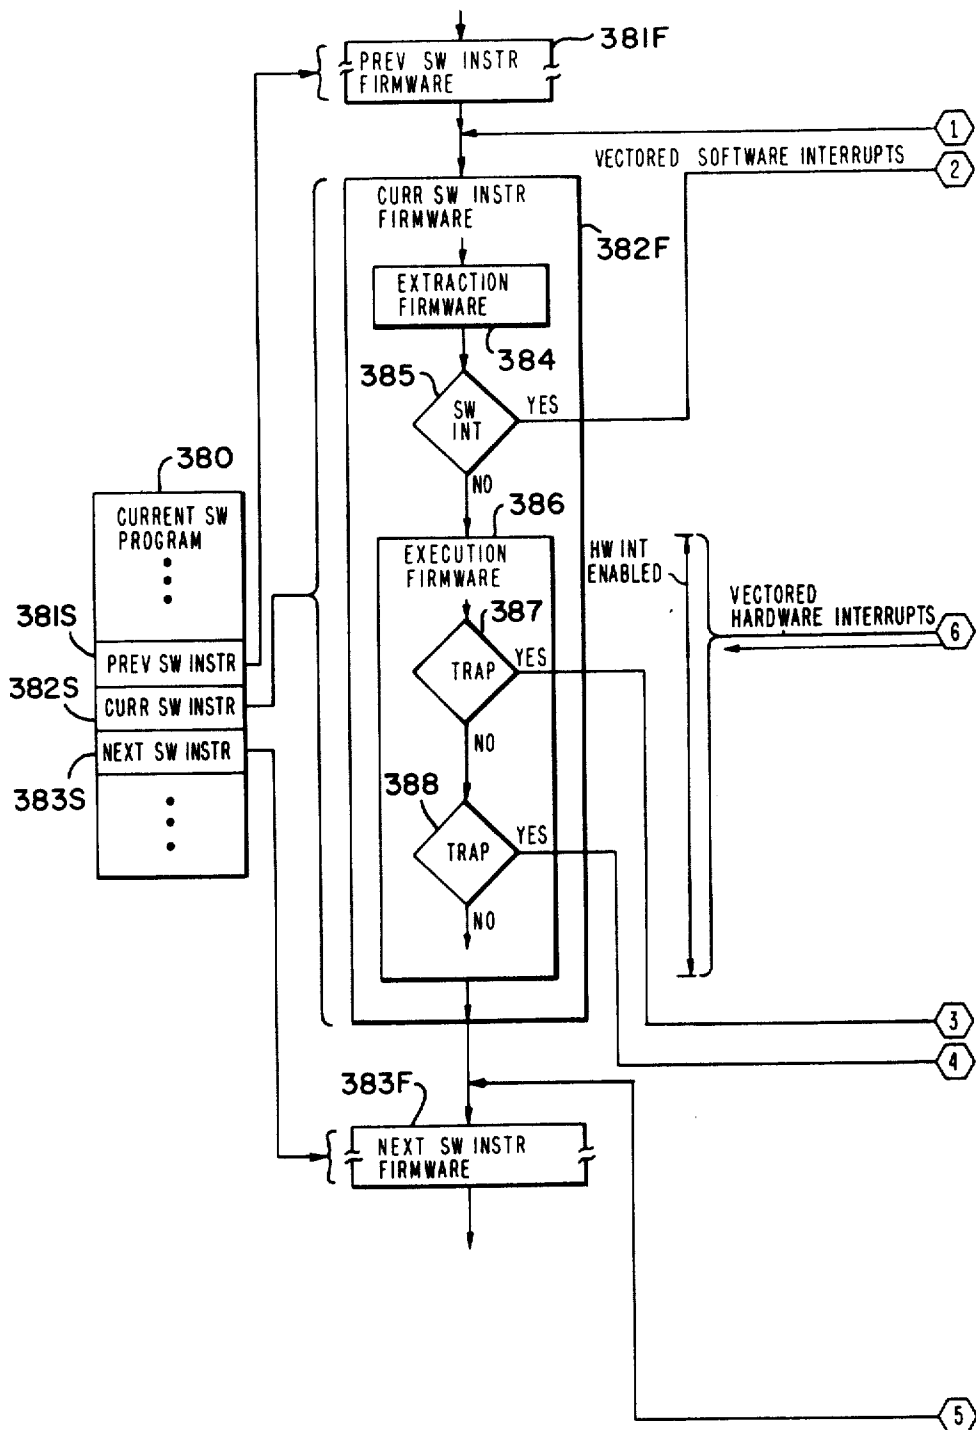 381F
PREV SW INSTR
FIRMWARE
1
VECTORED SOFTWARE INTERRUPTS
2
CURR SW INSTR
FIRMWARE
382F
EXTRACTION
FIRMWARE
384
385
SW
INT
YES
NO
380
CURRENT SW
PROGRAM
381S
PREV SW INSTR
382S
CURR SW INSTR
NEXT SW INSTR
383S
386
EXECUTION
FIRMWARE
HW INT
ENABLED
387
TRAP
YES
NO
VECTORED
HARDWARE INTERRUPTS
6
388
TRAP
YES
NO
3
4
383F
NEXT SW INSTR
FIRMWARE
5